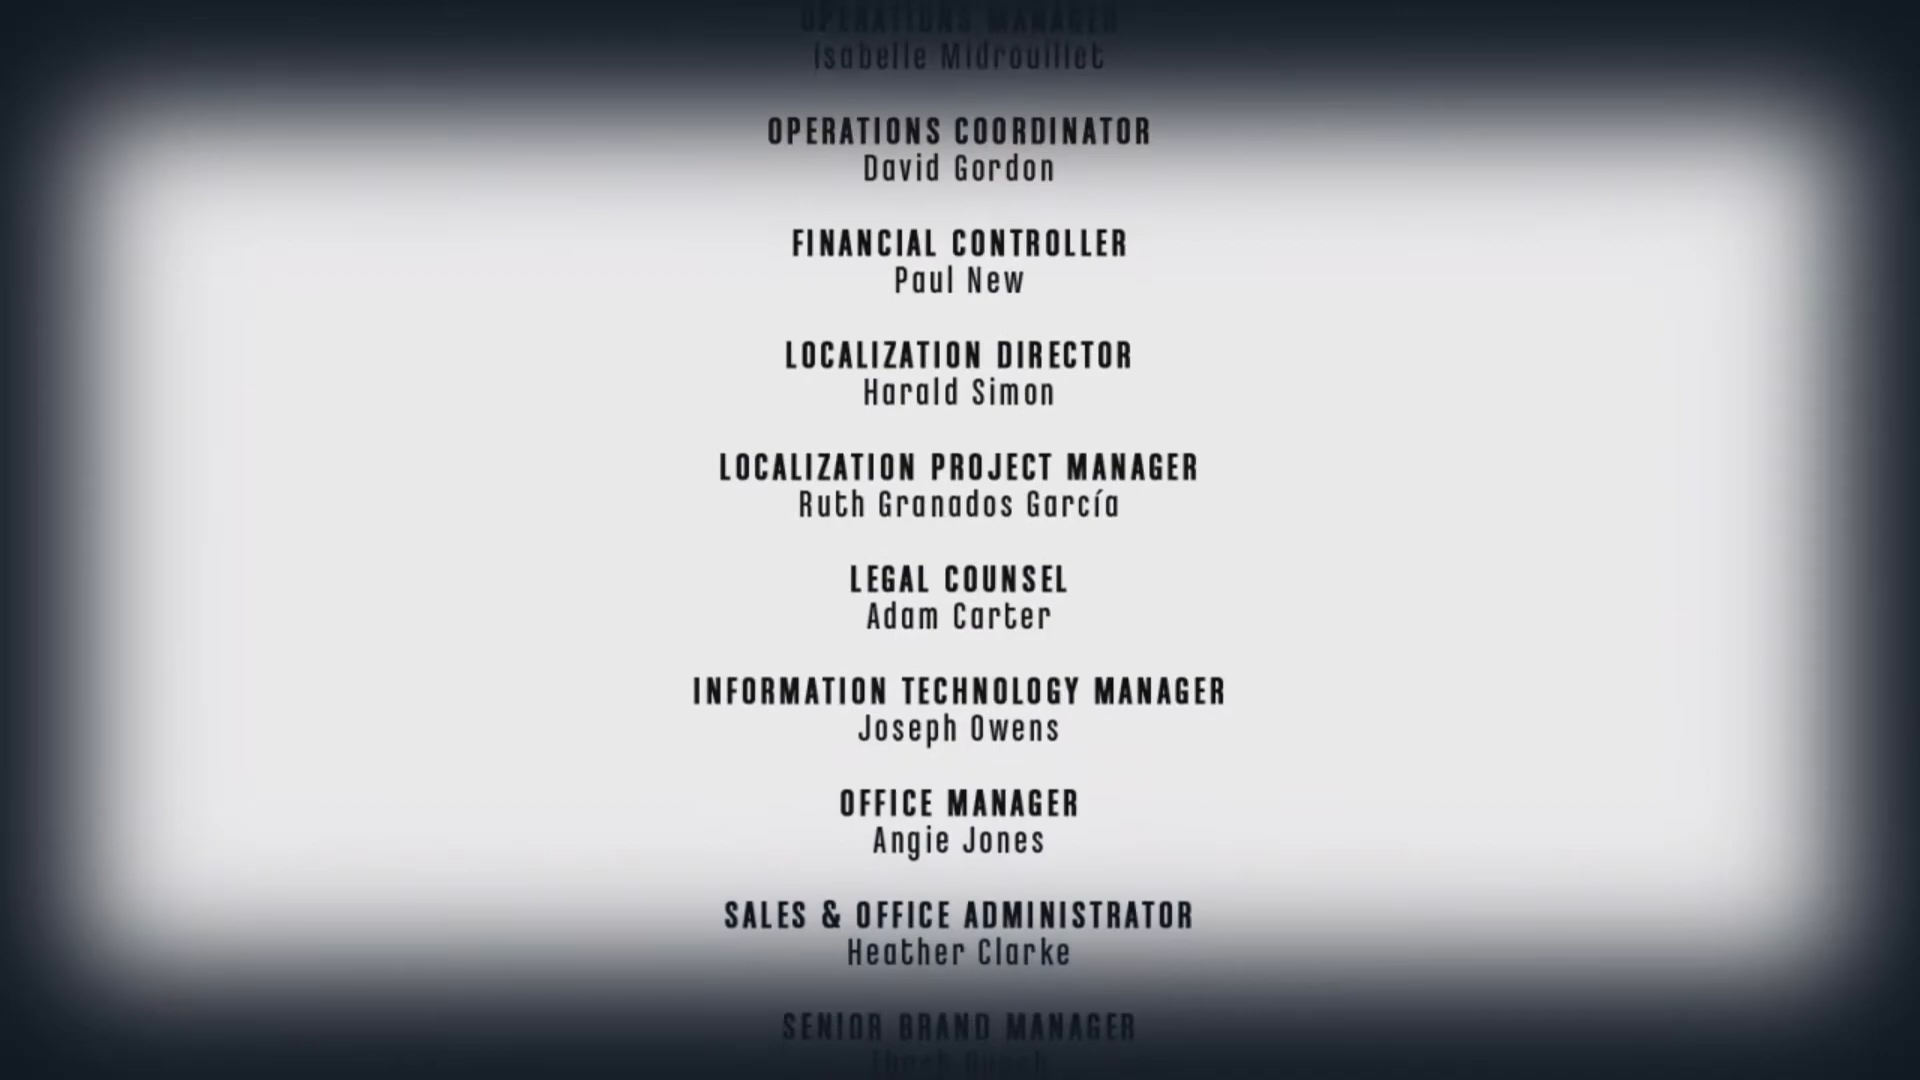 OPERATIONS MANAGER
Isabelle Midrouillet
OPERATIONS COORDINATOR
David Gordon
FINANCIAL CONTROLLER
Paul New
LOCALIZATION DIRECTOR
Harald Simon
LOCALIZATION PROJECT MANAGER
Ruth Granados García
LEGAL COUNSEL
Adam Carter
INFORMATION TECHNOLOGY MANAGER
Joseph Owens
OFFICE MANAGER
Angie Jones
SALES & OFFICE ADMINISTRATOR
Heather Clarke
SENIOR BRAND MANAGER